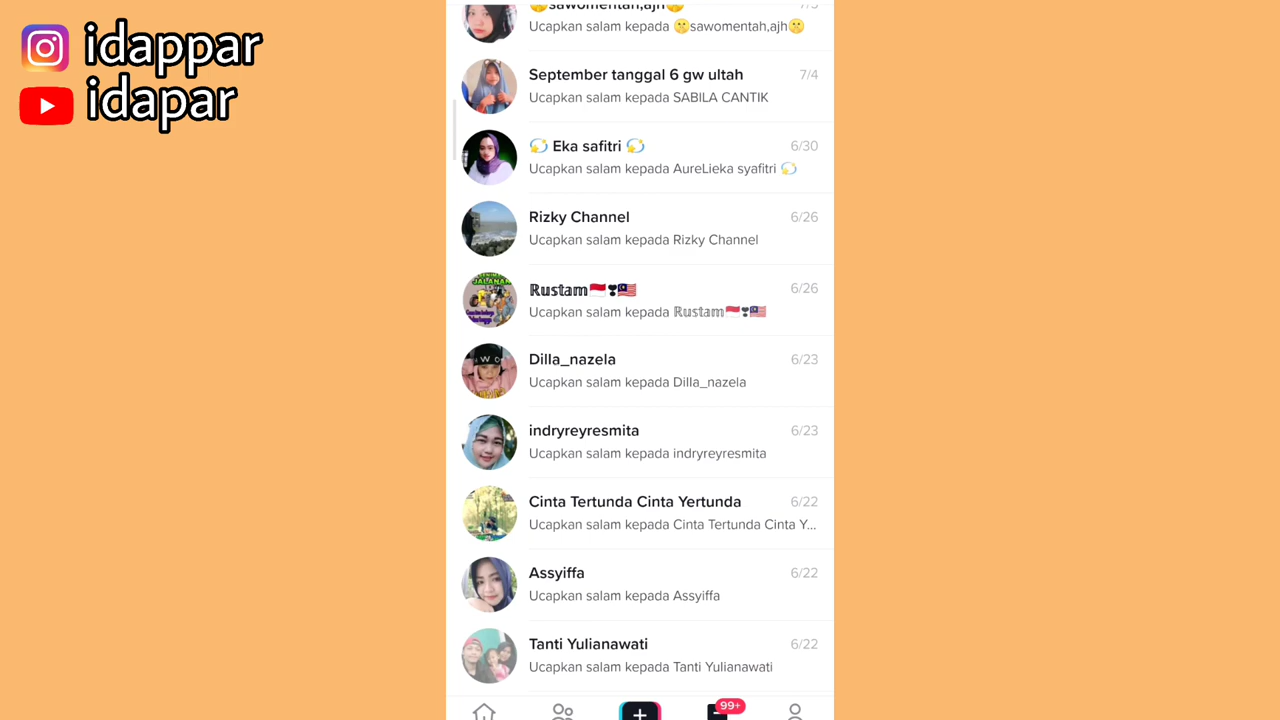 idappar
idapar
🤫sawomentah,ajh🤫
7/5
Ucapkan salam kepada 🤫sawomentah,ajh🤫
September tanggal 6 gw ultah
7/4
Ucapkan salam kepada SABILA CANTIK
💫 Eka safitri 💫
6/30
Ucapkan salam kepada AureLieka syafitri 💫
Rizky Channel
6/26
Ucapkan salam kepada Rizky Channel
ℝ𝕦𝕤𝕥𝕒𝕞🇮🇩❣🇲🇾
6/26
Ucapkan salam kepada ℝ𝕦𝕤𝕥𝕒𝕞🇮🇩❣🇲🇾
Dilla_nazela
6/23
Ucapkan salam kepada Dilla_nazela
indryreyresmita
6/23
Ucapkan salam kepada indryreyresmita
Cinta Tertunda Cinta Yertunda
6/22
Ucapkan salam kepada Cinta Tertunda Cinta Y...
Assyiffa
6/22
Ucapkan salam kepada Assyiffa
Tanti Yulianawati
6/22
Ucapkan salam kepada Tanti Yulianawati
99+